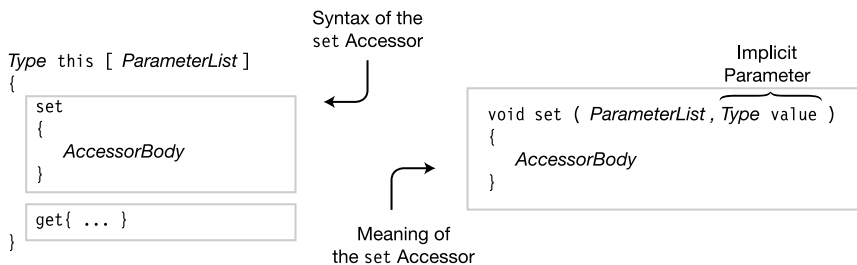 Syntax of the
set Accessor
Type this [ ParameterList ]
{
set
{
AccessorBody
}
get{ ... }
}
Implicit
Parameter
void set ( ParameterList , Type value )
{
AccessorBody
}
Meaning of
the set Accessor